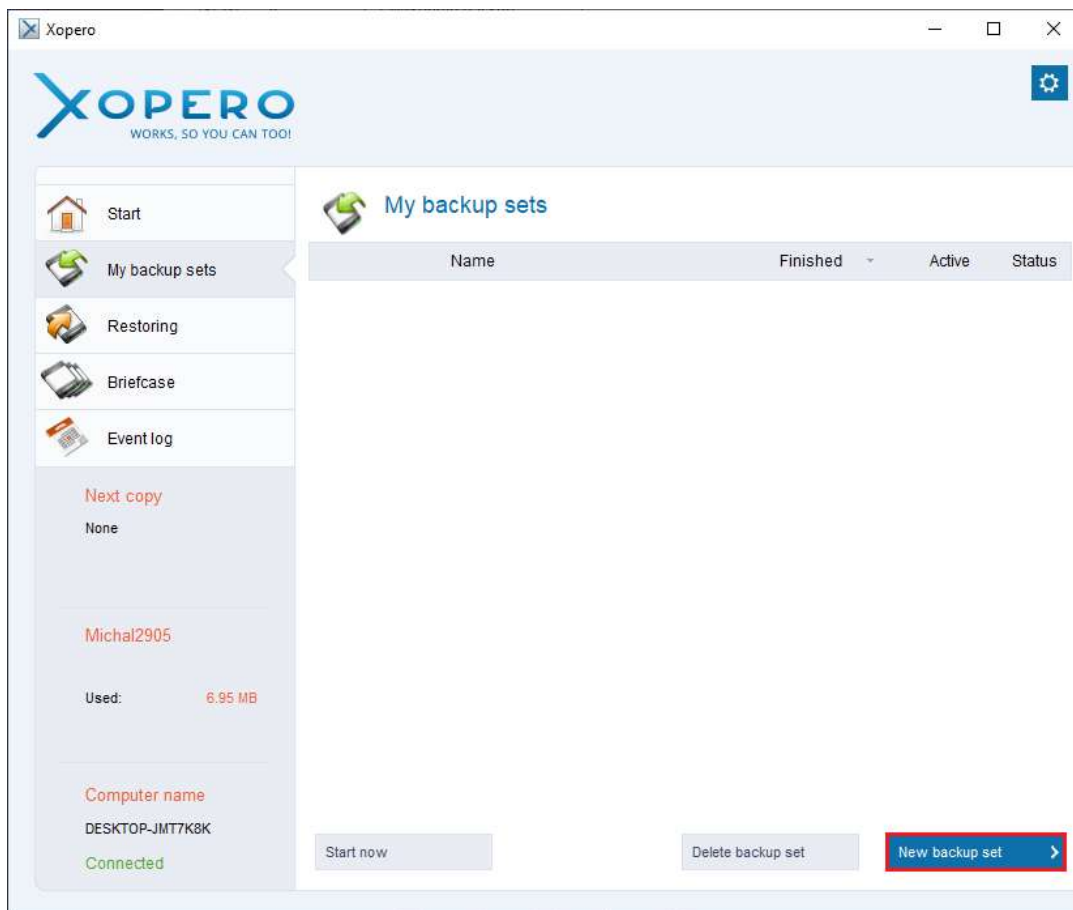 Xopero
XOPERO
WORKS, SO YOU CAN TOO!
Start
My backup sets
Restoring
Briefcase
Event log
Next copy
None
Michal2905
Used: 6.95 MB
Computer name
DESKTOP-JMT7K8K
Connected
My backup sets
Name Finished Active Status
Start now Delete backup set New backup set